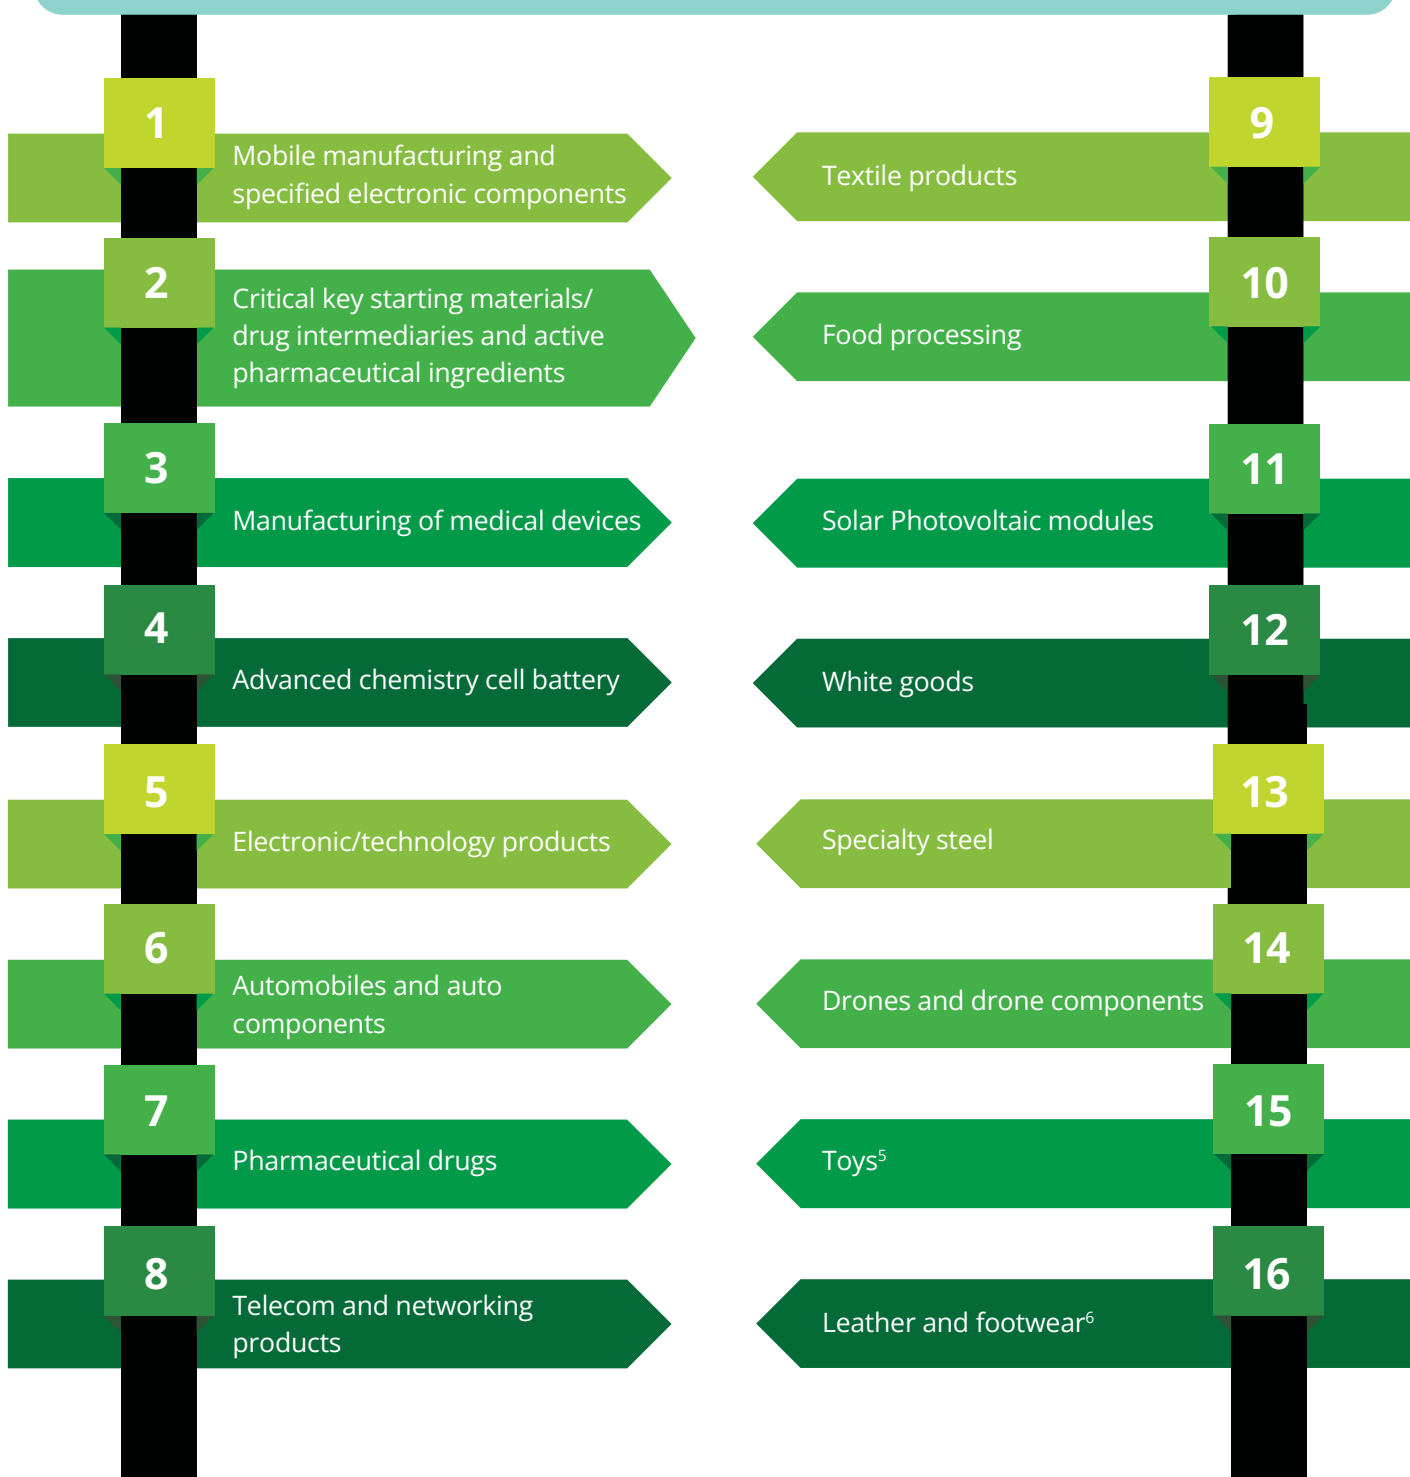 1
Mobile manufacturing and
specified electronic components
2
Critical key starting materials/
drug intermediaries and active
pharmaceutical ingredients
3
Manufacturing of medical devices
4
Advanced chemistry cell battery
5
Electronic/technology products
6
Automobiles and auto
components
7
Pharmaceutical drugs
8
Telecom and networking
products
9
Textile products
10
Food processing
11
Solar Photovoltaic modules
12
White goods
13
Specialty steel
14
Drones and drone components
15
Toys⁵
16
Leather and footwear⁶